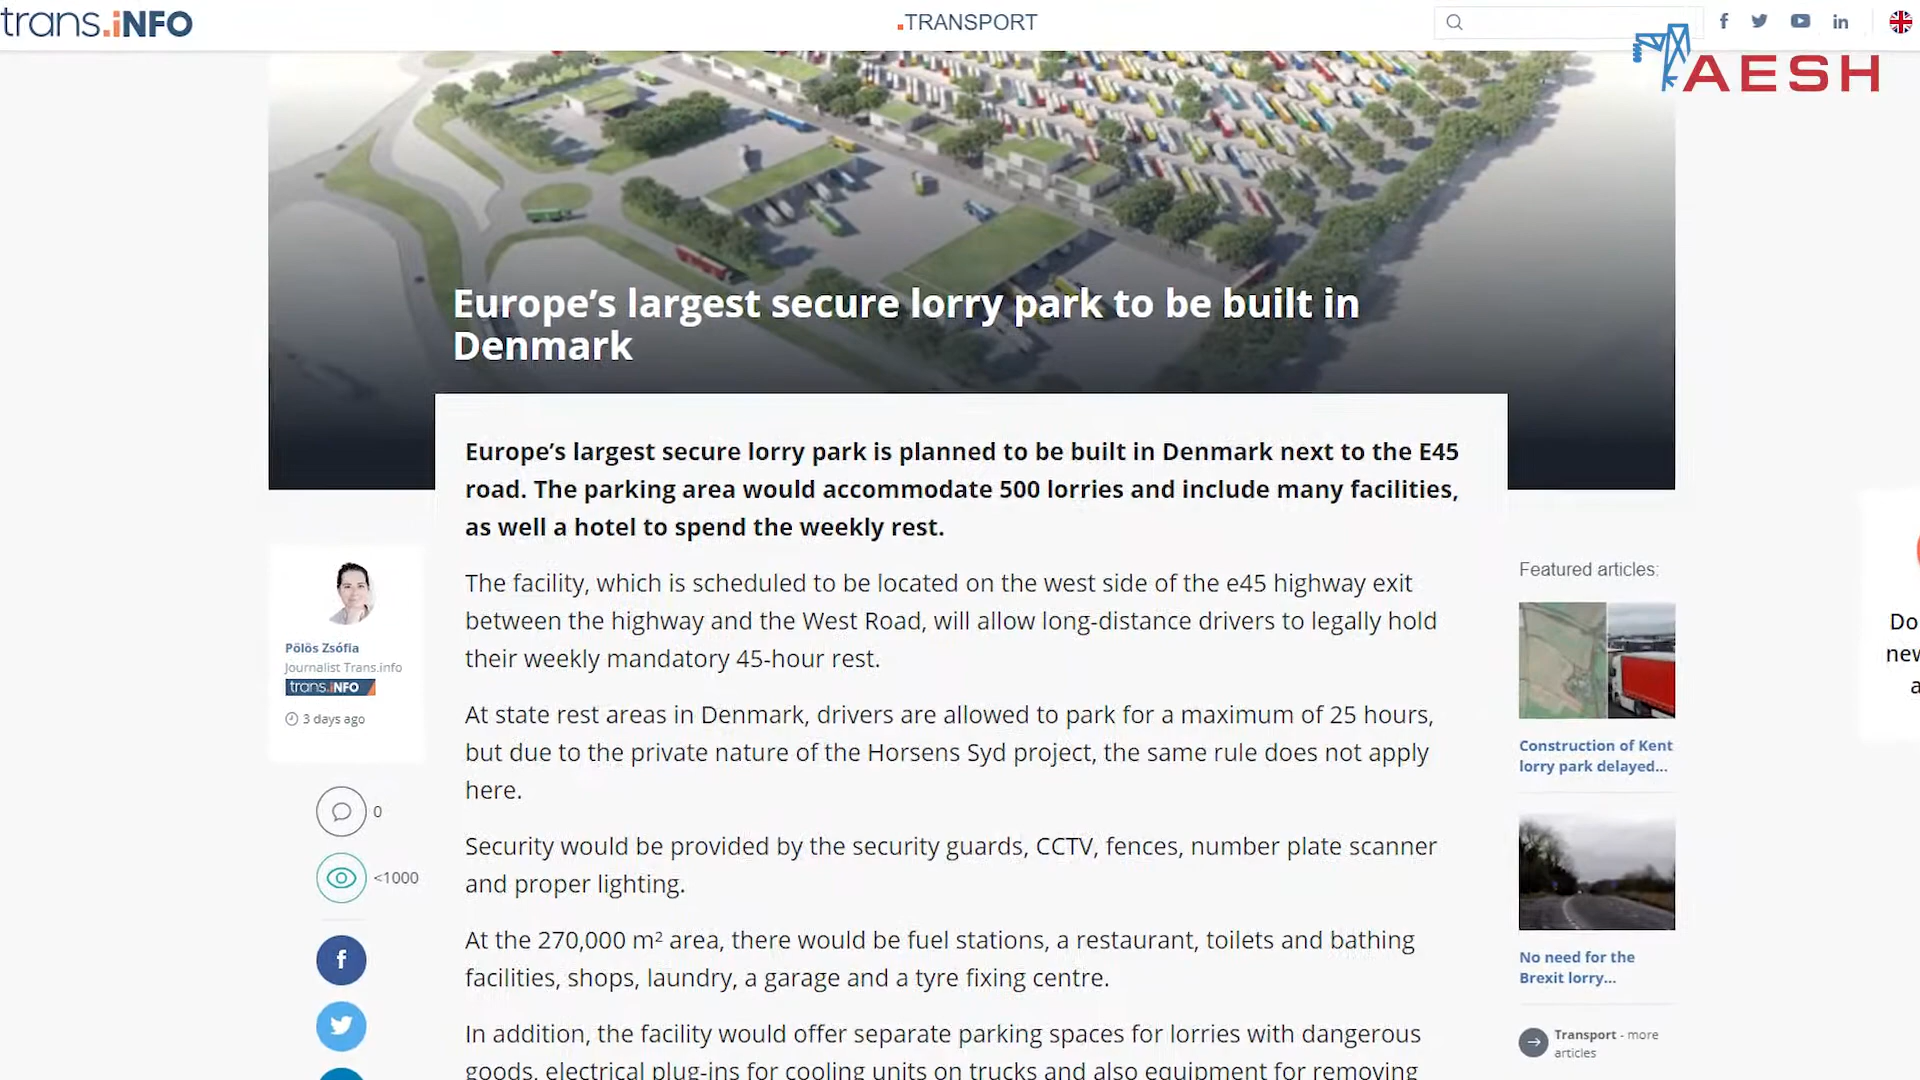 trans.iNFO
.TRANSPORT
AESH
Europe’s largest secure lorry park to be built in
Denmark
Europe’s largest secure lorry park is planned to be built in Denmark next to the E45
road. The parking area would accommodate 500 lorries and include many facilities,
as well a hotel to spend the weekly rest.
The facility, which is scheduled to be located on the west side of the e45 highway exit
between the highway and the West Road, will allow long-distance drivers to legally hold
their weekly mandatory 45-hour rest.
At state rest areas in Denmark, drivers are allowed to park for a maximum of 25 hours,
but due to the private nature of the Horsens Syd project, the same rule does not apply
here.
Security would be provided by the security guards, CCTV, fences, number plate scanner
and proper lighting.
At the 270,000 m² area, there would be fuel stations, a restaurant, toilets and bathing
facilities, shops, laundry, a garage and a tyre fixing centre.
In addition, the facility would offer separate parking spaces for lorries with dangerous
goods, electrical plug-ins for cooling units on trucks and also equipment for removing
Pölös Zsófia
Journalist Trans.info
trans.iNFO
3 days ago
0
<1000
Featured articles:
Construction of Kent
lorry park delayed...
No need for the
Brexit lorry...
Transport - more
articles
Do
new
a